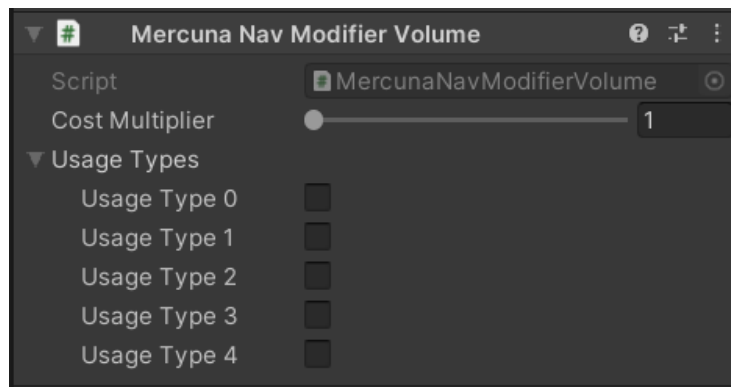 Mercuna Nav Modifier Volume
Script MercunaNavModifierVolume
Cost Multiplier 1
Usage Types
Usage Type 0
Usage Type 1
Usage Type 2
Usage Type 3
Usage Type 4